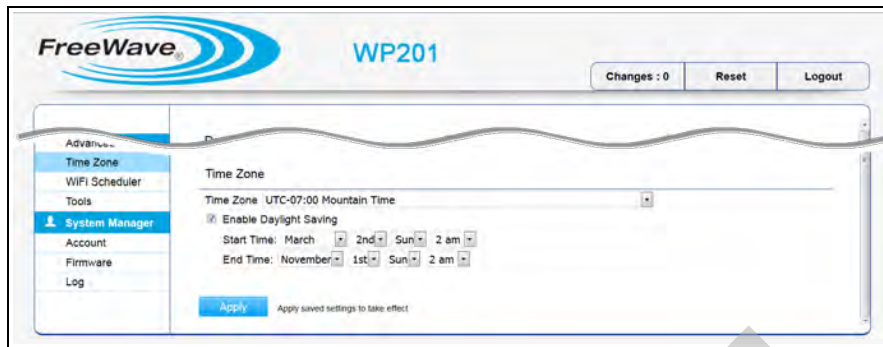 FreeWave®
WP201
Changes : 0
Reset
Logout
Time Zone
WiFi Scheduler
Tools
System Manager
Account
Firmware
Log
Time Zone
Time Zone UTC-07:00 Mountain Time
Enable Daylight Saving
Start Time: March 2nd Sun 2 am
End Time: November 1st Sun 2 am
Apply Apply saved settings to take effect